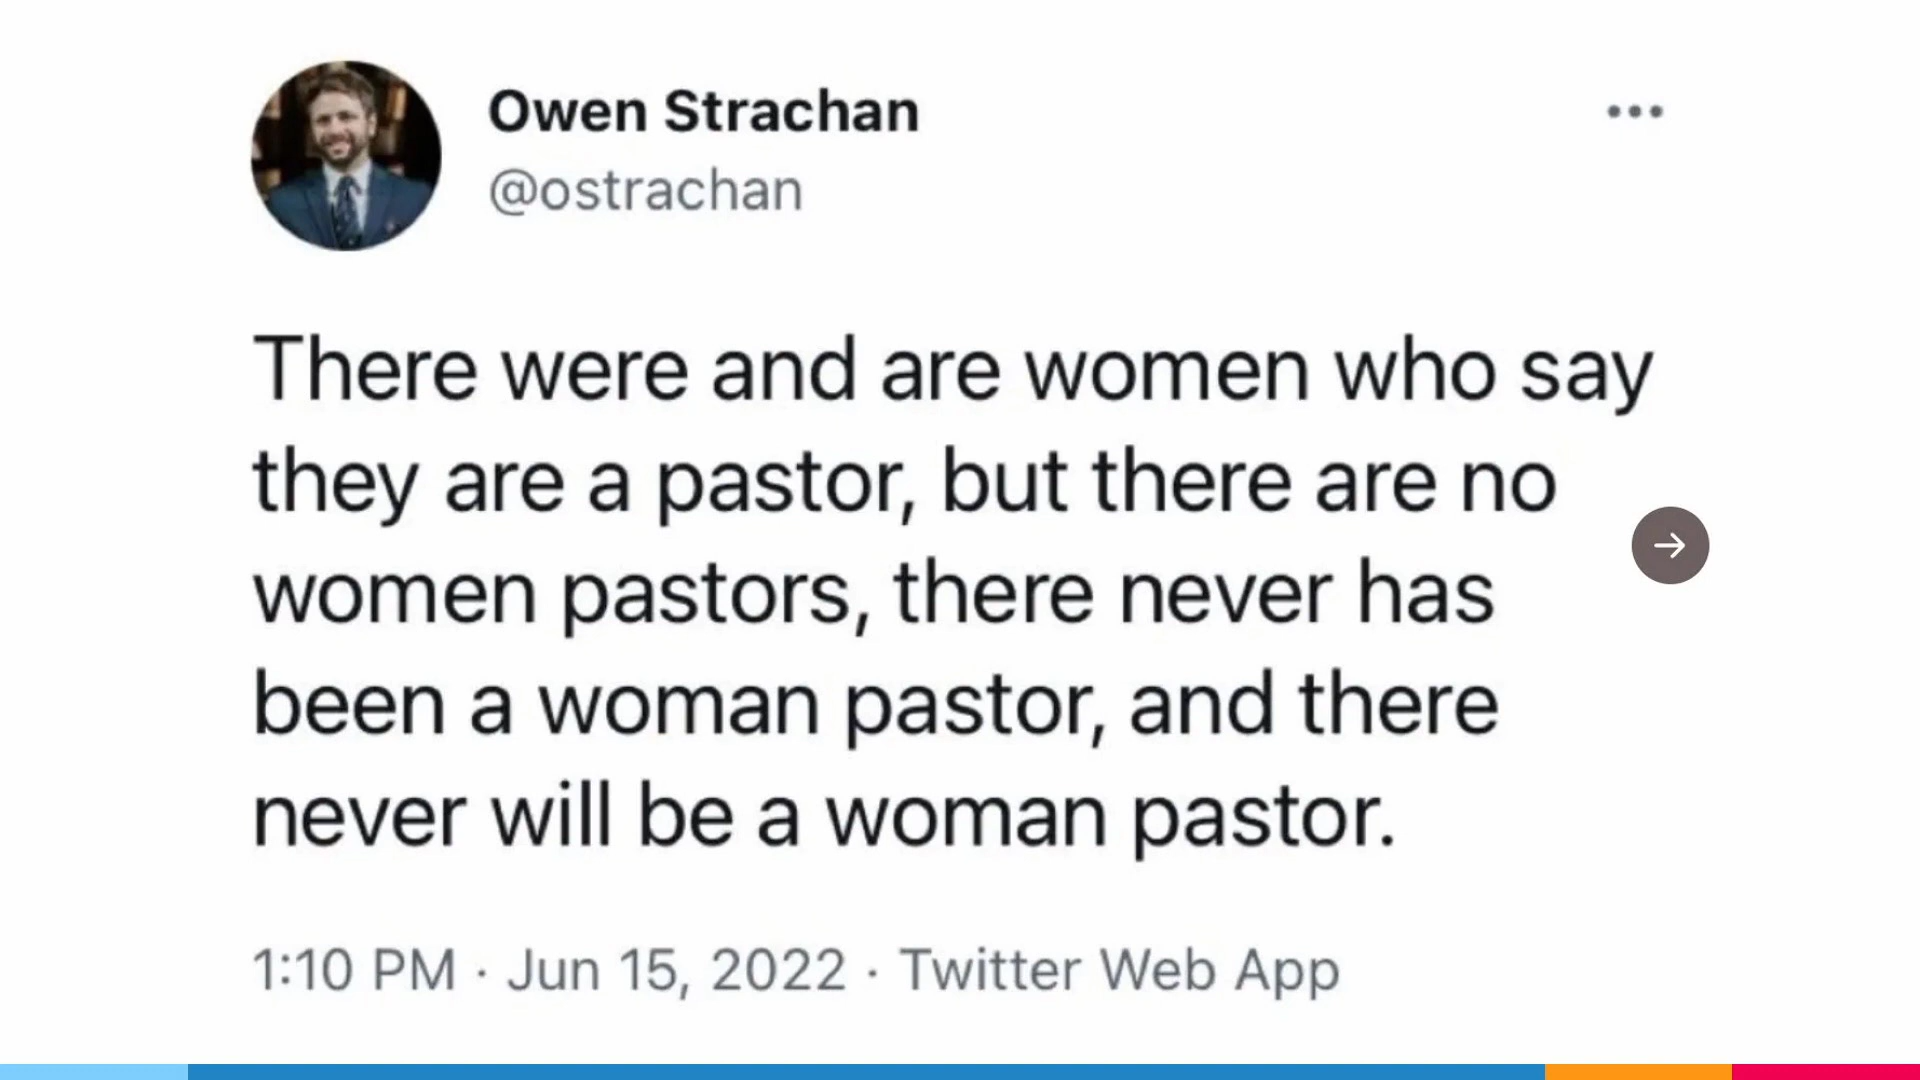 Owen Strachan
@ostrachan
There were and are women who say
they are a pastor, but there are no
women pastors, there never has
been a woman pastor, and there
never will be a woman pastor.
1:10 PM · Jun 15, 2022 · Twitter Web App